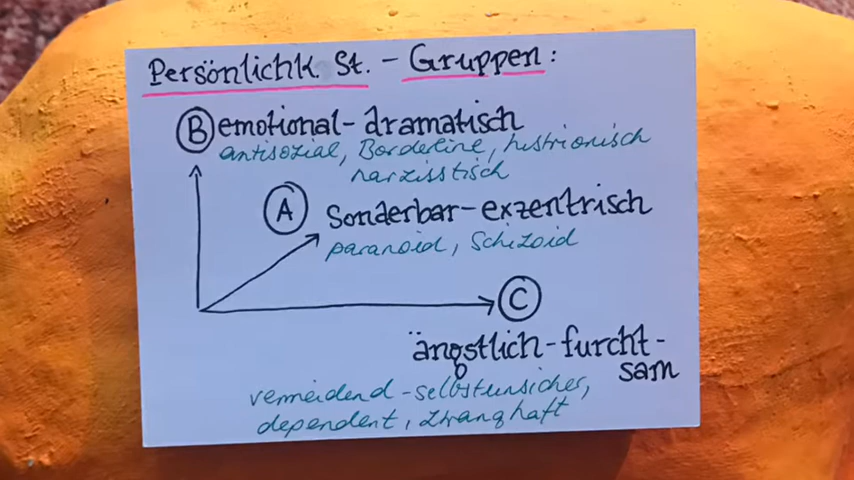 Persönlichk. St. - Gruppen:
B emotional-dramatisch
antisozial, Borderline, histrionisch
narzisstisch
A sonderbar-exzentrisch
paranoid, Schizoid
C
ängstlich-furcht-
sam
vermeidend-selbstunsicher,
dependent, zwanghaft